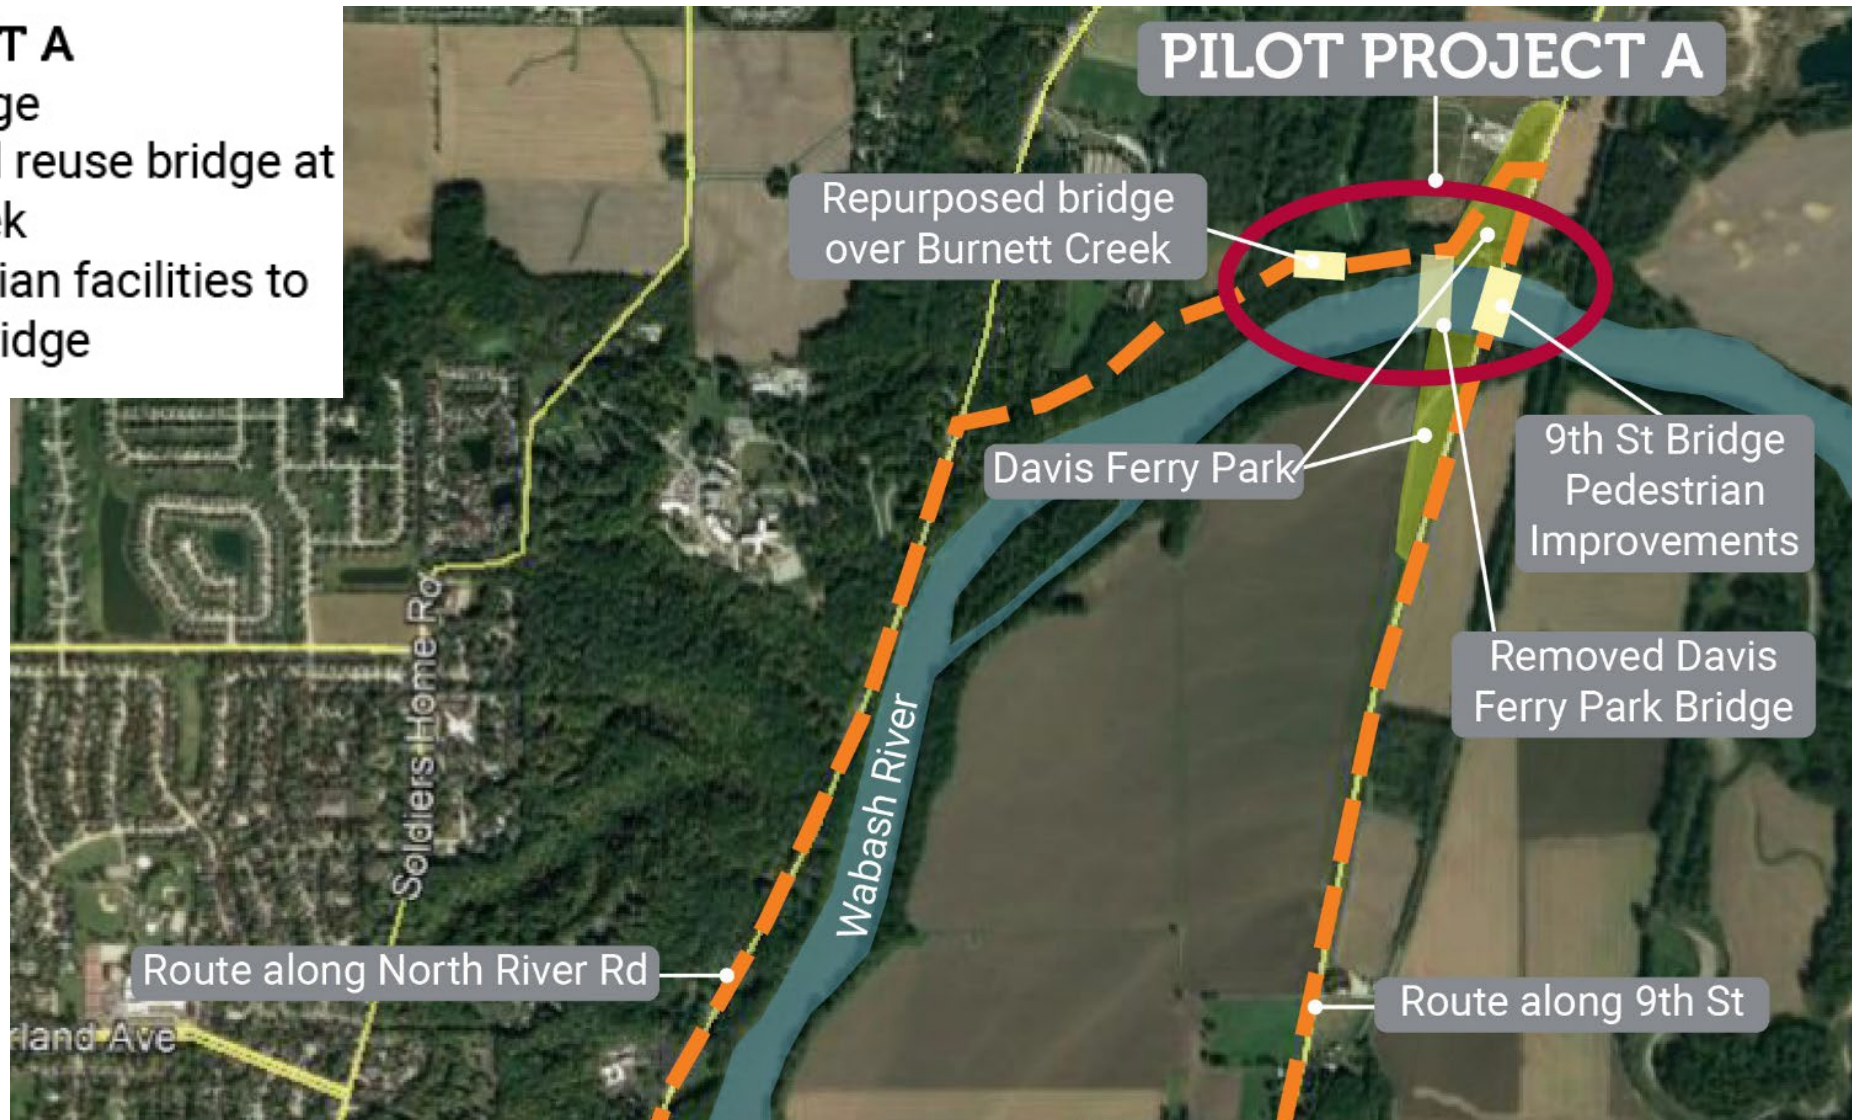 T A
ge
reuse bridge at
ek
ian facilities to
idge
PILOT PROJECT A
Repurposed bridge
over Burnett Creek
Davis Ferry Park
9th St Bridge
Pedestrian
Improvements
Removed Davis
Ferry Park Bridge
Soldiers Home Rd
Wabash River
Route along North River Rd
Route along 9th St
rland Ave